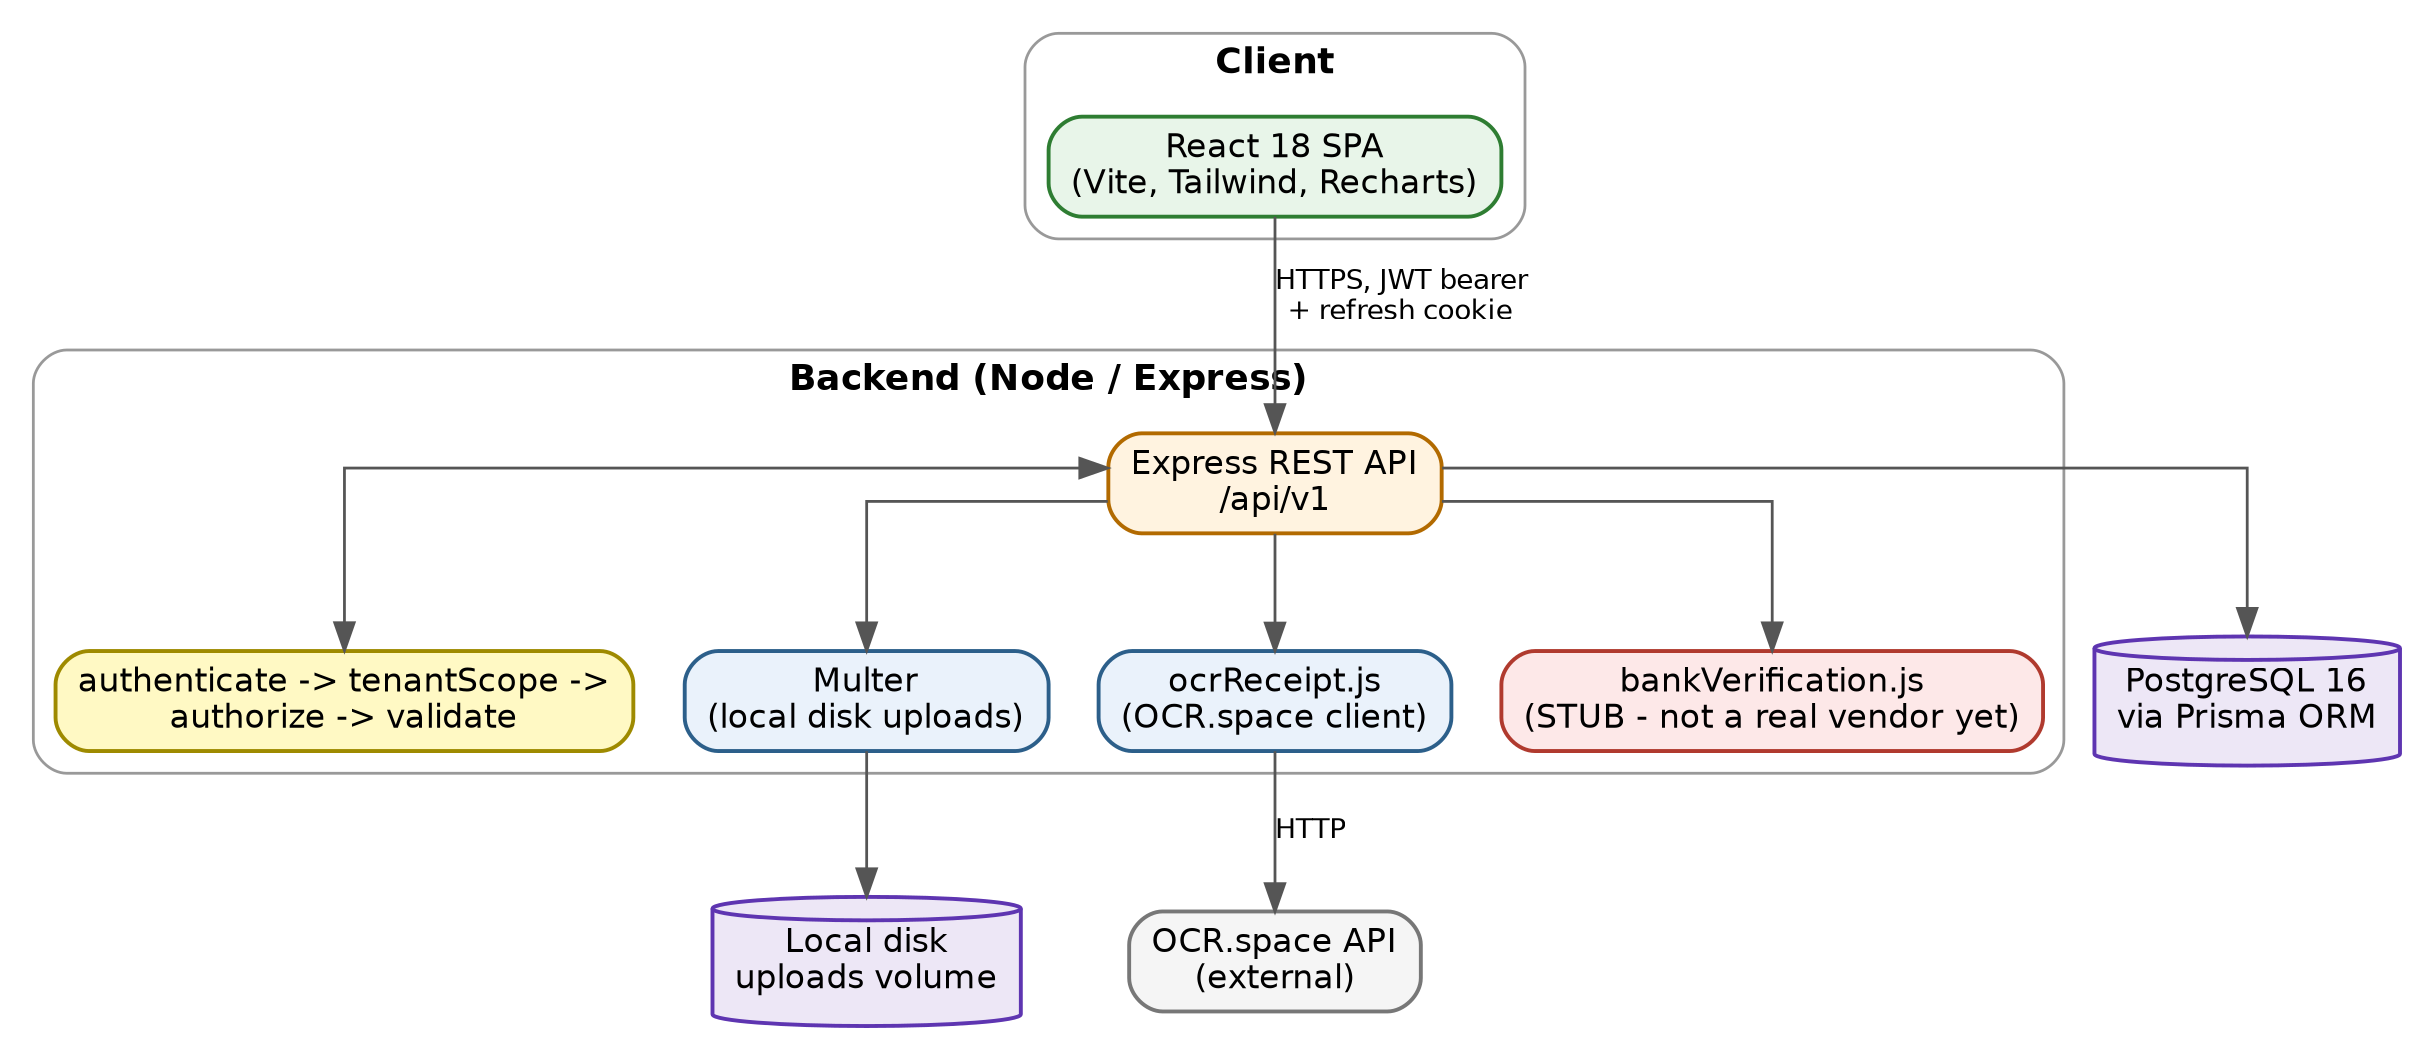 Client
React 18 SPA
(Vite, Tailwind, Recharts)
HTTPS, JWT bearer
+ refresh cookie
Backend (Node / Express)
Express REST API
/api/v1
authenticate -> tenantScope ->
authorize -> validate
Multer
(local disk uploads)
ocrReceipt.js
(OCR.space client)
bankVerification.js
(STUB - not a real vendor yet)
PostgreSQL 16
via Prisma ORM
HTTP
Local disk
uploads volume
OCR.space API
(external)